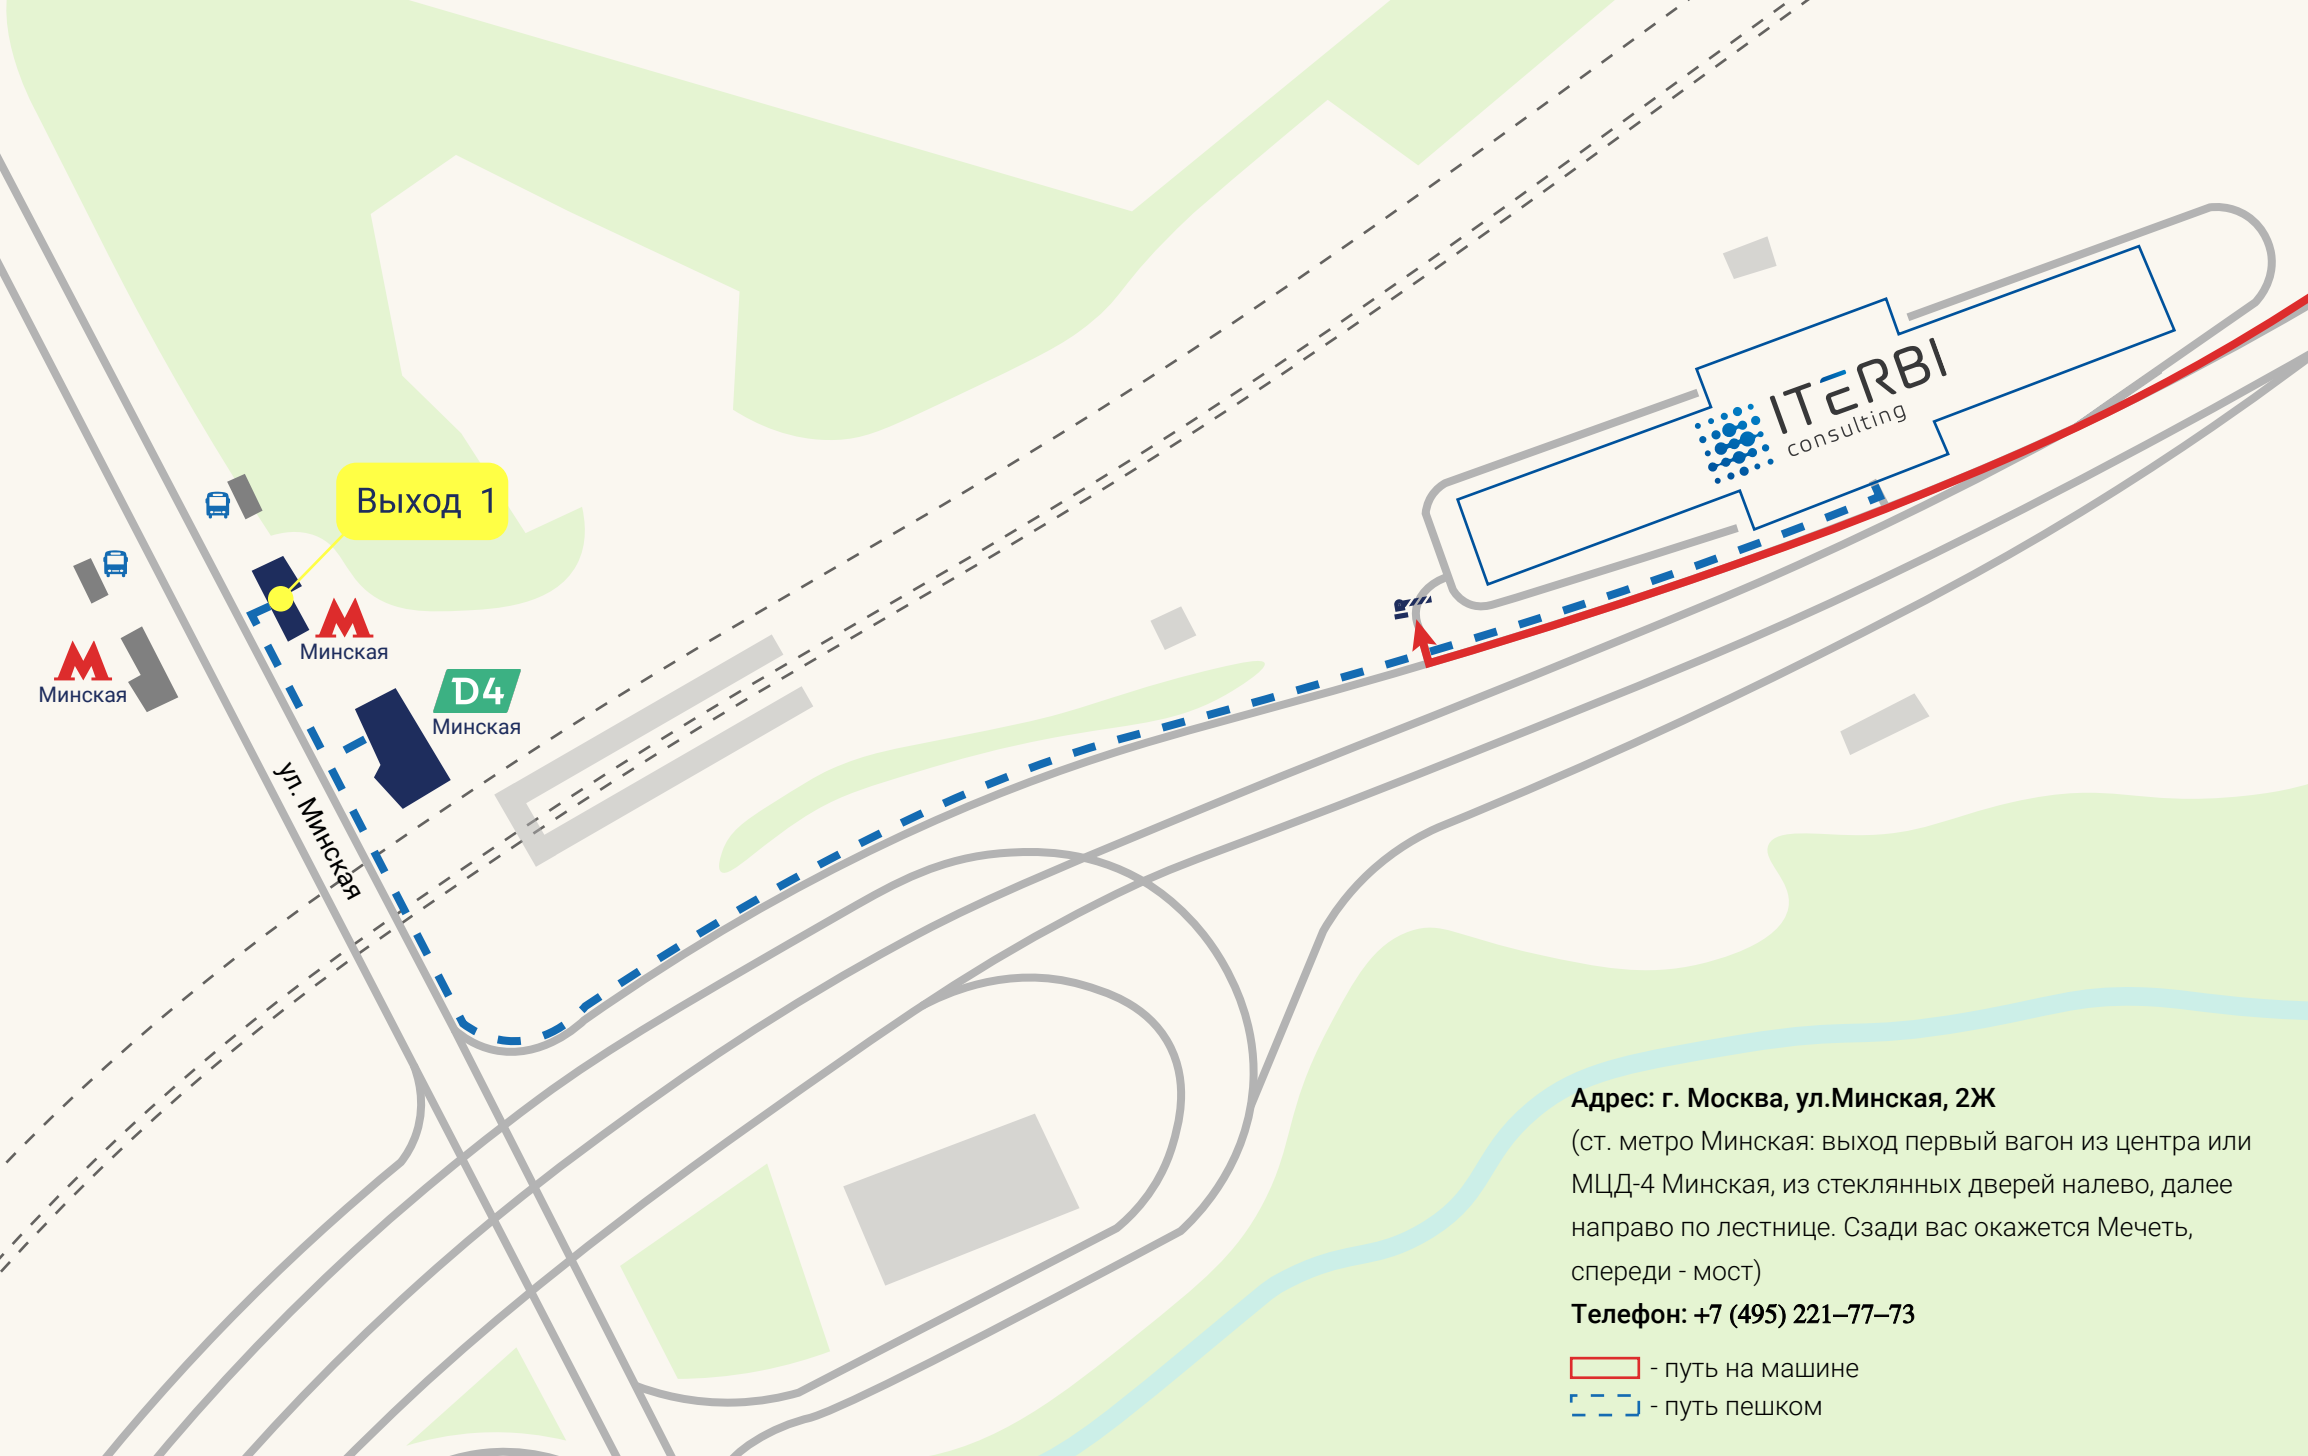 ITERBI
consulting
Выход 1
Минская
Минская
D4
Минская
ул. Минская
Адрес: г. Москва, ул.Минская, 2Ж
(ст. метро Минская: выход первый вагон из центра или
МЦД-4 Минская, из стеклянных дверей налево, далее
направо по лестнице. Сзади вас окажется Мечеть,
спереди - мост)
Телефон: +7 (495) 221–77–73
- путь на машине
- путь пешком